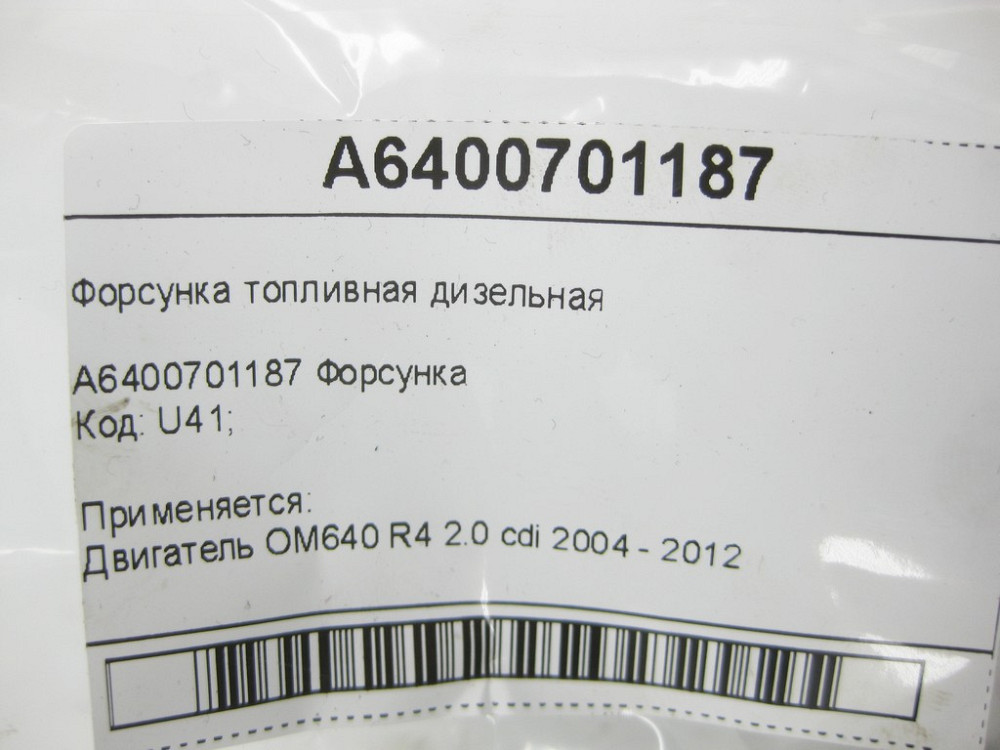 A6400701187
Форсунка топливная дизельная
A6400701187 Форсунка
Код: U41;
Применяется:
Двигатель OM640 R4 2.0 cdi 2004 - 2012